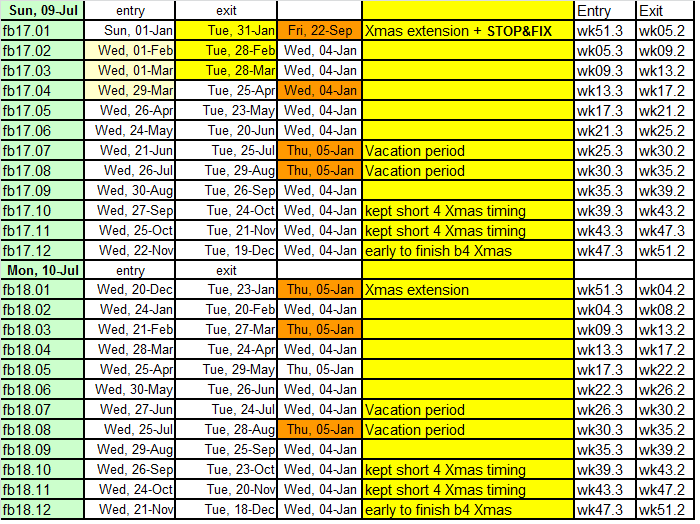 Sun, 09-Jul entry exit Entry Exit
fb17.01 Sun, 01-Jan Tue, 31-Jan Fri, 22-Sep Xmas extension + STOP&FIX wk51.3 wk05.2
fb17.02 Wed, 01-Feb Tue, 28-Feb Wed, 04-Jan wk05.3 wk09.2
fb17.03 Wed, 01-Mar Tue, 28-Mar Wed, 04-Jan wk09.3 wk13.2
fb17.04 Wed, 29-Mar Tue, 25-Apr Wed, 04-Jan wk13.3 wk17.2
fb17.05 Wed, 26-Apr Tue, 23-May Wed, 04-Jan wk17.3 wk21.2
fb17.06 Wed, 24-May Tue, 20-Jun Wed, 04-Jan wk21.3 wk25.2
fb17.07 Wed, 21-Jun Tue, 25-Jul Thu, 05-Jan Vacation period wk25.3 wk30.2
fb17.08 Wed, 26-Jul Tue, 29-Aug Thu, 05-Jan Vacation period wk30.3 wk35.2
fb17.09 Wed, 30-Aug Tue, 26-Sep Wed, 04-Jan wk35.3 wk39.2
fb17.10 Wed, 27-Sep Tue, 24-Oct Wed, 04-Jan kept short 4 Xmas timing wk39.3 wk43.2
fb17.11 Wed, 25-Oct Tue, 21-Nov Wed, 04-Jan kept short 4 Xmas timing wk43.3 wk47.3
fb17.12 Wed, 22-Nov Tue, 19-Dec Wed, 04-Jan early to finish b4 Xmas wk47.3 wk51.2
Mon, 10-Jul entry exit
fb18.01 Wed, 20-Dec Tue, 23-Jan Thu, 05-Jan Xmas extension wk51.3 wk04.2
fb18.02 Wed, 24-Jan Tue, 20-Feb Wed, 04-Jan wk04.3 wk08.2
fb18.03 Wed, 21-Feb Tue, 27-Mar Thu, 05-Jan wk09.3 wk13.2
fb18.04 Wed, 28-Mar Tue, 24-Apr Wed, 04-Jan wk13.3 wk17.2
fb18.05 Wed, 25-Apr Tue, 29-May Thu, 05-Jan wk17.3 wk22.2
fb18.06 Wed, 30-May Tue, 26-Jun Wed, 04-Jan wk22.3 wk26.2
fb18.07 Wed, 27-Jun Tue, 24-Jul Wed, 04-Jan Vacation period wk26.3 wk30.2
fb18.08 Wed, 25-Jul Tue, 28-Aug Thu, 05-Jan Vacation period wk30.3 wk35.2
fb18.09 Wed, 29-Aug Tue, 25-Sep Wed, 04-Jan wk35.3 wk39.2
fb18.10 Wed, 26-Sep Tue, 23-Oct Wed, 04-Jan kept short 4 Xmas timing wk39.3 wk43.2
fb18.11 Wed, 24-Oct Tue, 20-Nov Wed, 04-Jan kept short 4 Xmas timing wk43.3 wk47.2
fb18.12 Wed, 21-Nov Tue, 18-Dec Wed, 04-Jan early to finish b4 Xmas wk47.3 wk51.2